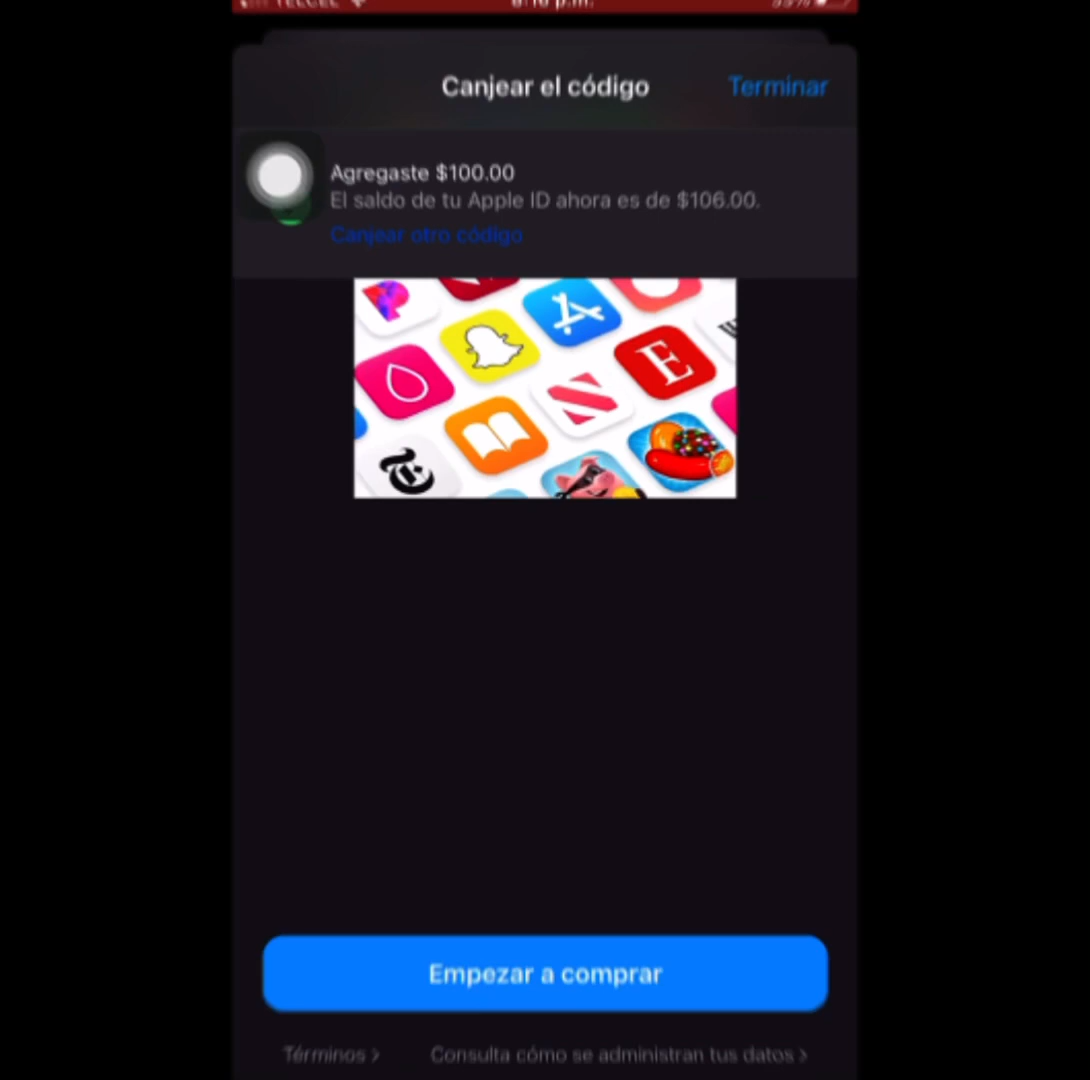 TELCEL
Canjear el código
Terminar
Agregaste $100.00
El saldo de tu Apple ID ahora es de $106.00.
Canjear otro código
E
Empezar a comprar
Términos >
Consulta cómo se administran tus datos >